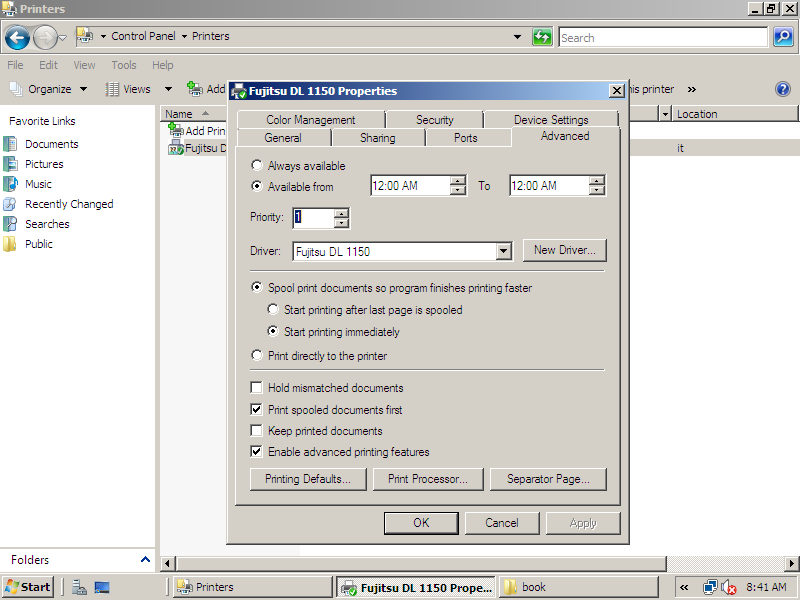 Printers
Control Panel Printers
Search
File Edit View Tools Help
Organize Views Add
his printer »
Favorite Links
Documents
Pictures
Music
Recently Changed
Searches
Public
Folders
Name
Location
Add Prin
Fujitsu D
it
Fujitsu DL 1150 Properties
Color Management Security Device Settings
General Sharing Ports Advanced
Always available
Available from 12:00 AM To 12:00 AM
Priority: 1
Driver: Fujitsu DL 1150 New Driver...
Spool print documents so program finishes printing faster
Start printing after last page is spooled
Start printing immediately
Print directly to the printer
Hold mismatched documents
Print spooled documents first
Keep printed documents
Enable advanced printing features
Printing Defaults... Print Processor... Separator Page...
OK Cancel Apply
Start Printers Fujitsu DL 1150 Prope... book « 8:41 AM